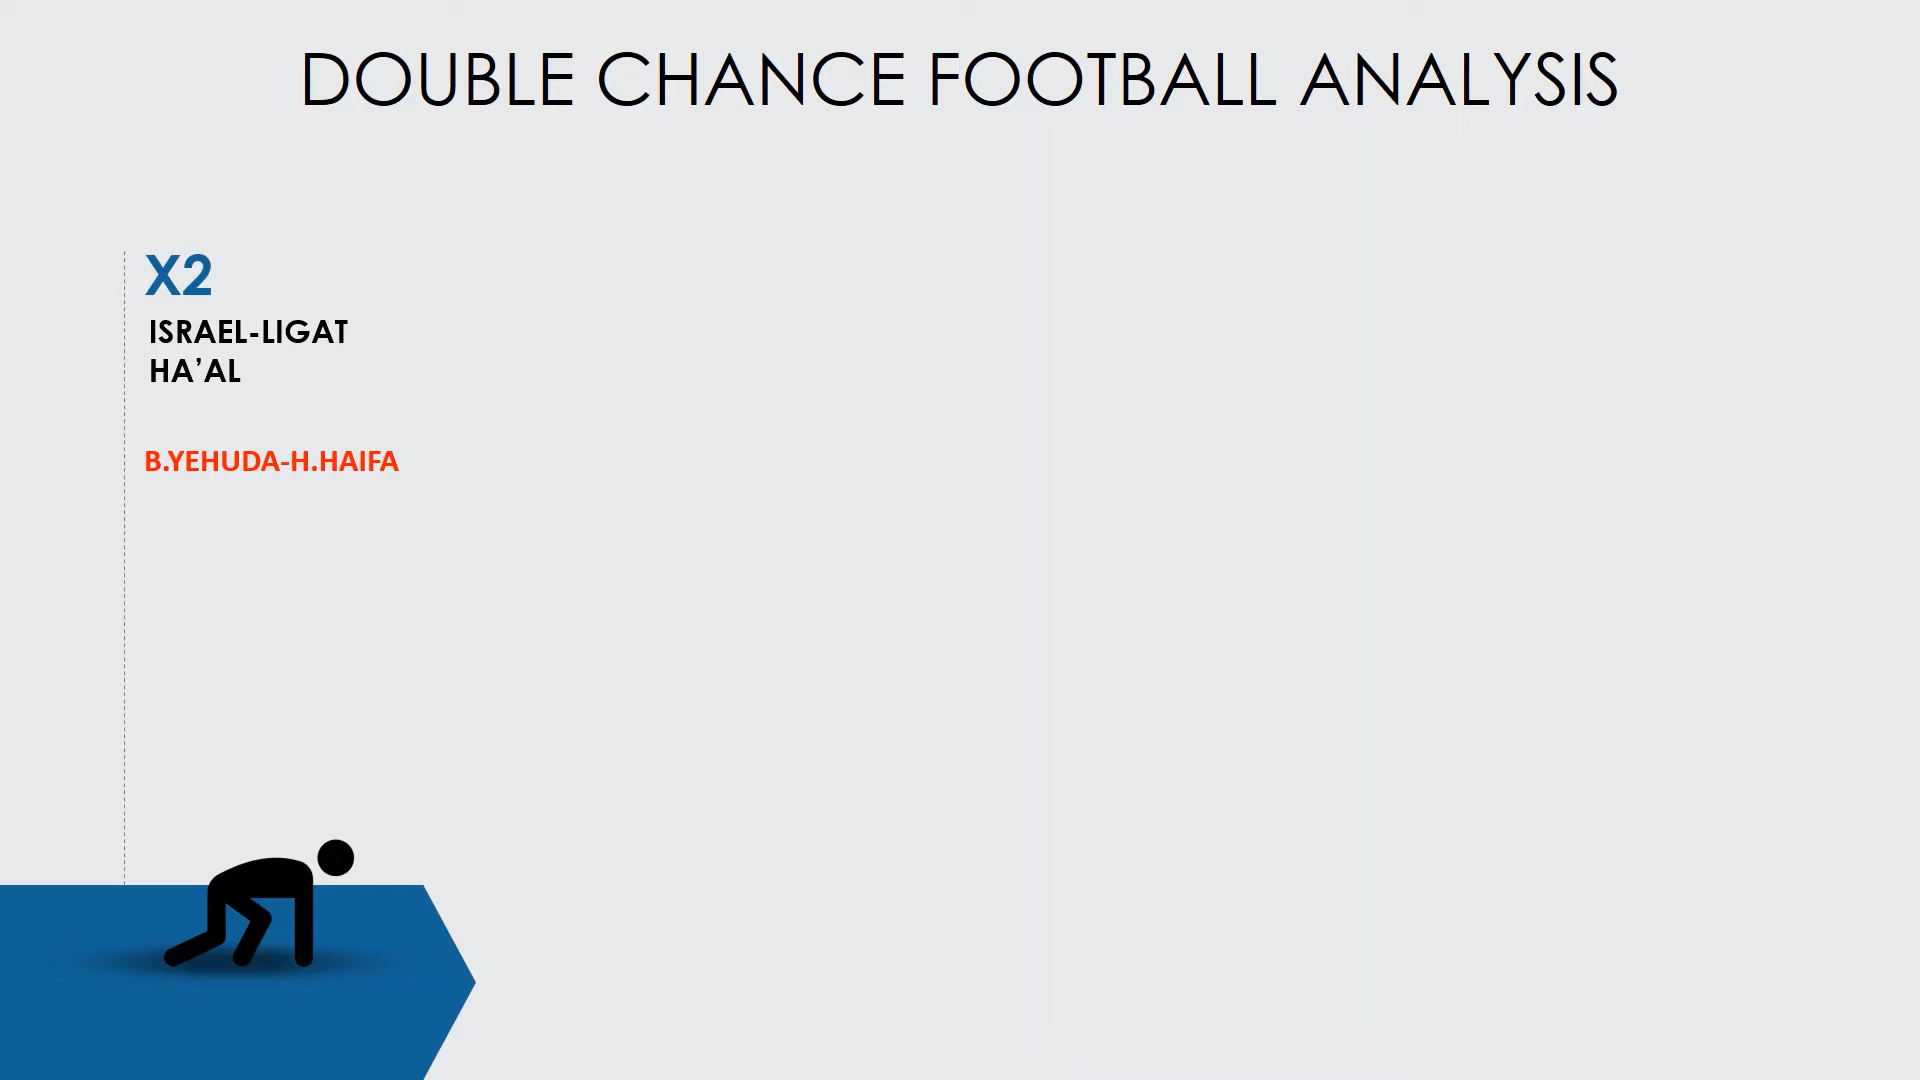 DOUBLE CHANCE FOOTBALL ANALYSIS
X2
ISRAEL-LIGAT
HA’AL
B.YEHUDA-H.HAIFA